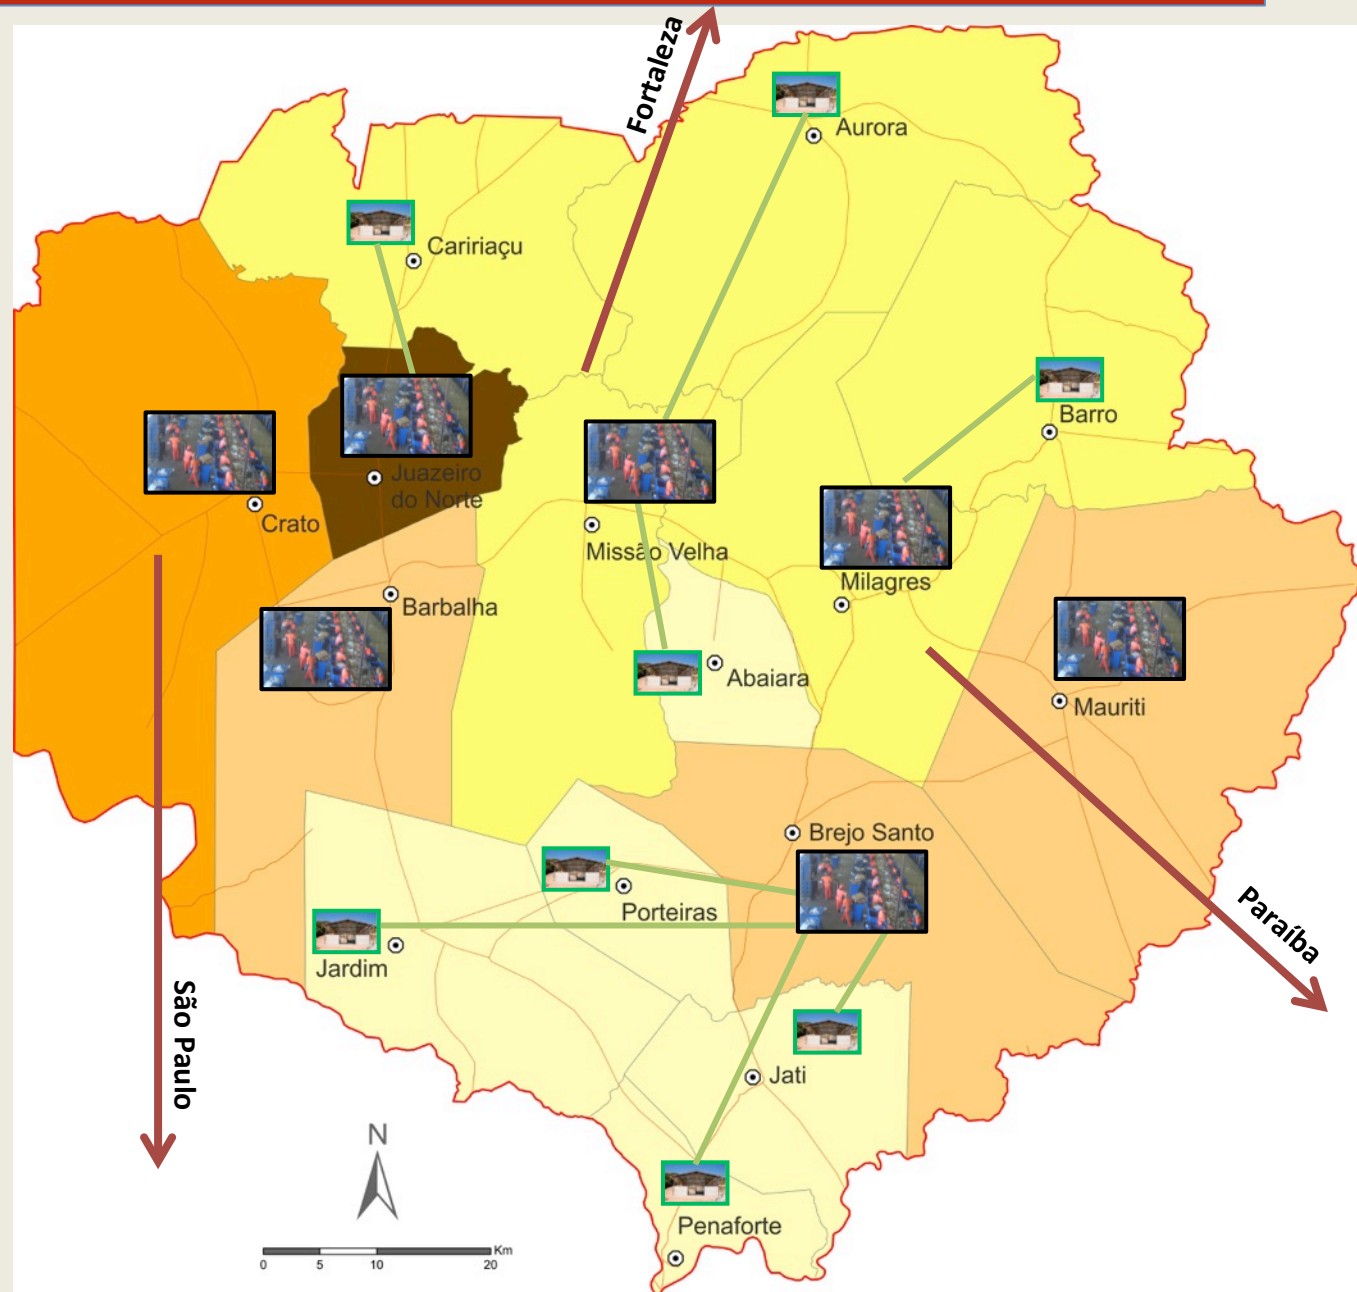 Fortaleza
Aurora
Caririaçu
Barro
Juazeiro
do Norte
Crato
Missão Velha
Milagres
Barbalha
Abaiara
Mauriti
Brejo Santo
Porteiras
Paraíba
Jardim
São Paulo
Jati
N
Penaforte
Km
0 5 10 20